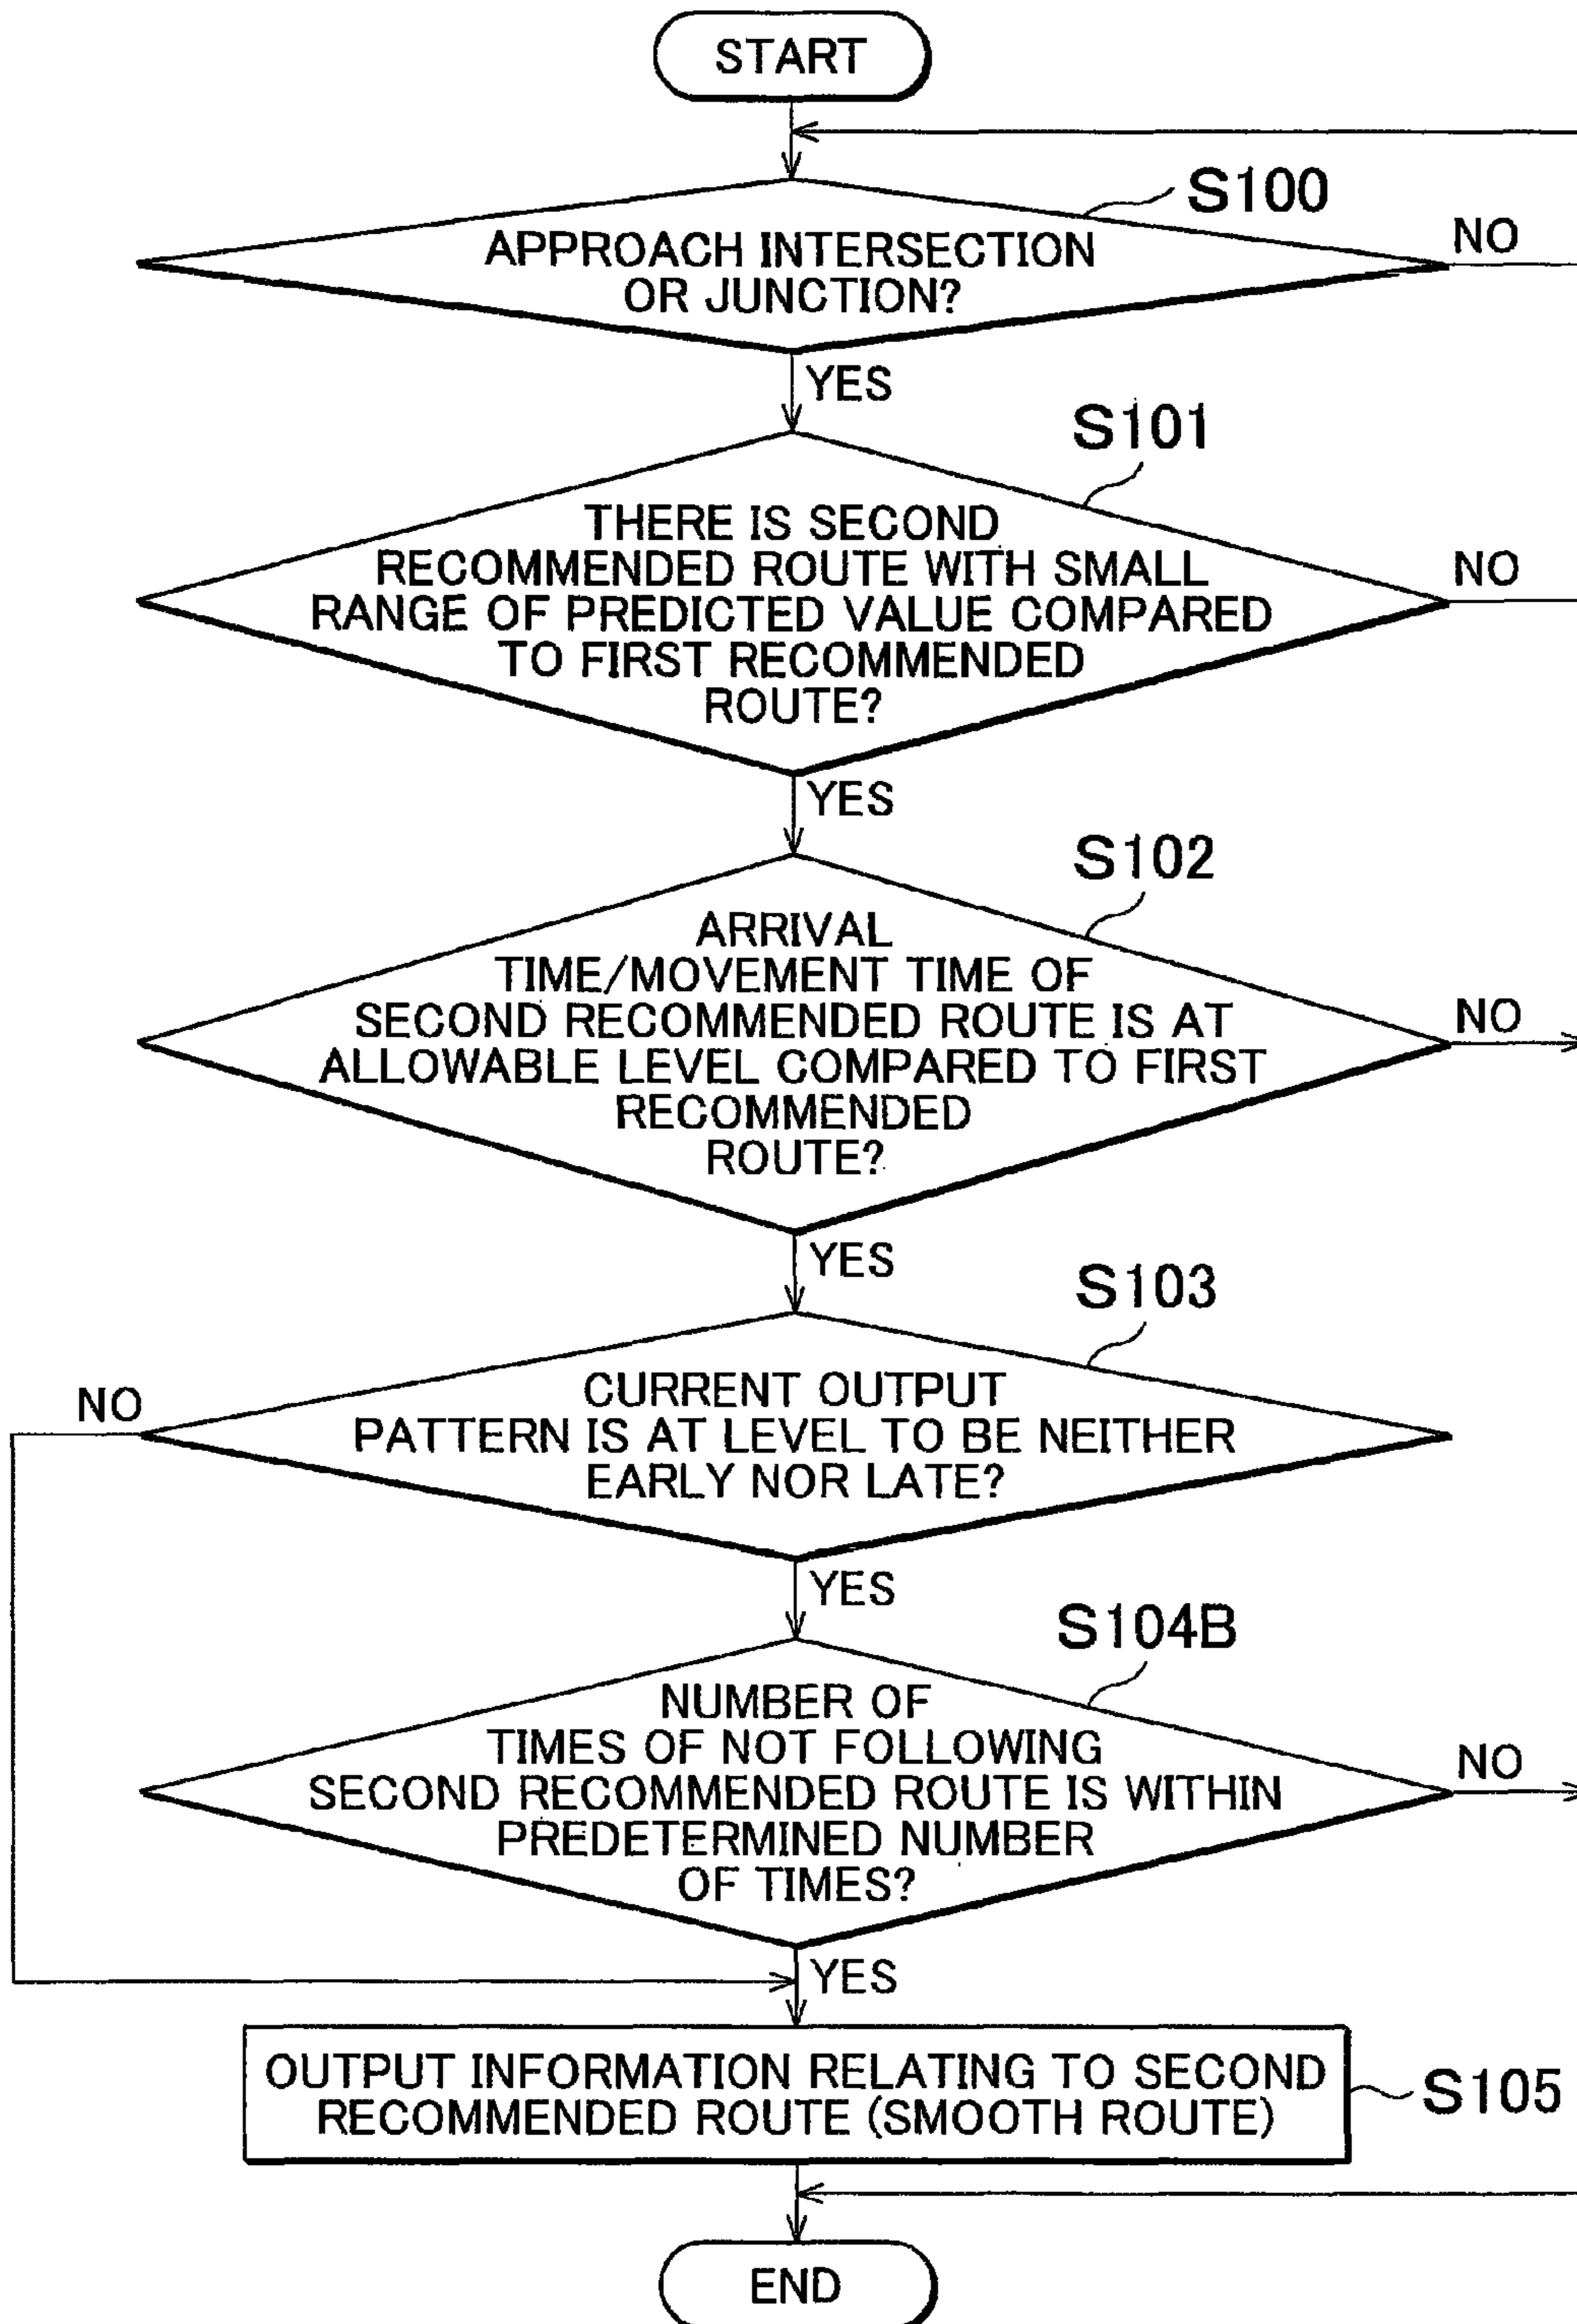 START
S100
APPROACH INTERSECTION
OR JUNCTION?
NO
YES
S101
THERE IS SECOND
RECOMMENDED ROUTE WITH SMALL
RANGE OF PREDICTED VALUE COMPARED
TO FIRST RECOMMENDED
ROUTE?
NO
YES
S102
ARRIVAL
TIME/MOVEMENT TIME OF
SECOND RECOMMENDED ROUTE IS AT
ALLOWABLE LEVEL COMPARED TO FIRST
RECOMMENDED
ROUTE?
NO
YES
S103
NO
CURRENT OUTPUT
PATTERN IS AT LEVEL TO BE NEITHER
EARLY NOR LATE?
YES
S104B
NUMBER OF
TIMES OF NOT FOLLOWING
SECOND RECOMMENDED ROUTE IS WITHIN
PREDETERMINED NUMBER
OF TIMES?
NO
YES
OUTPUT INFORMATION RELATING TO SECOND
RECOMMENDED ROUTE (SMOOTH ROUTE)
S105
END